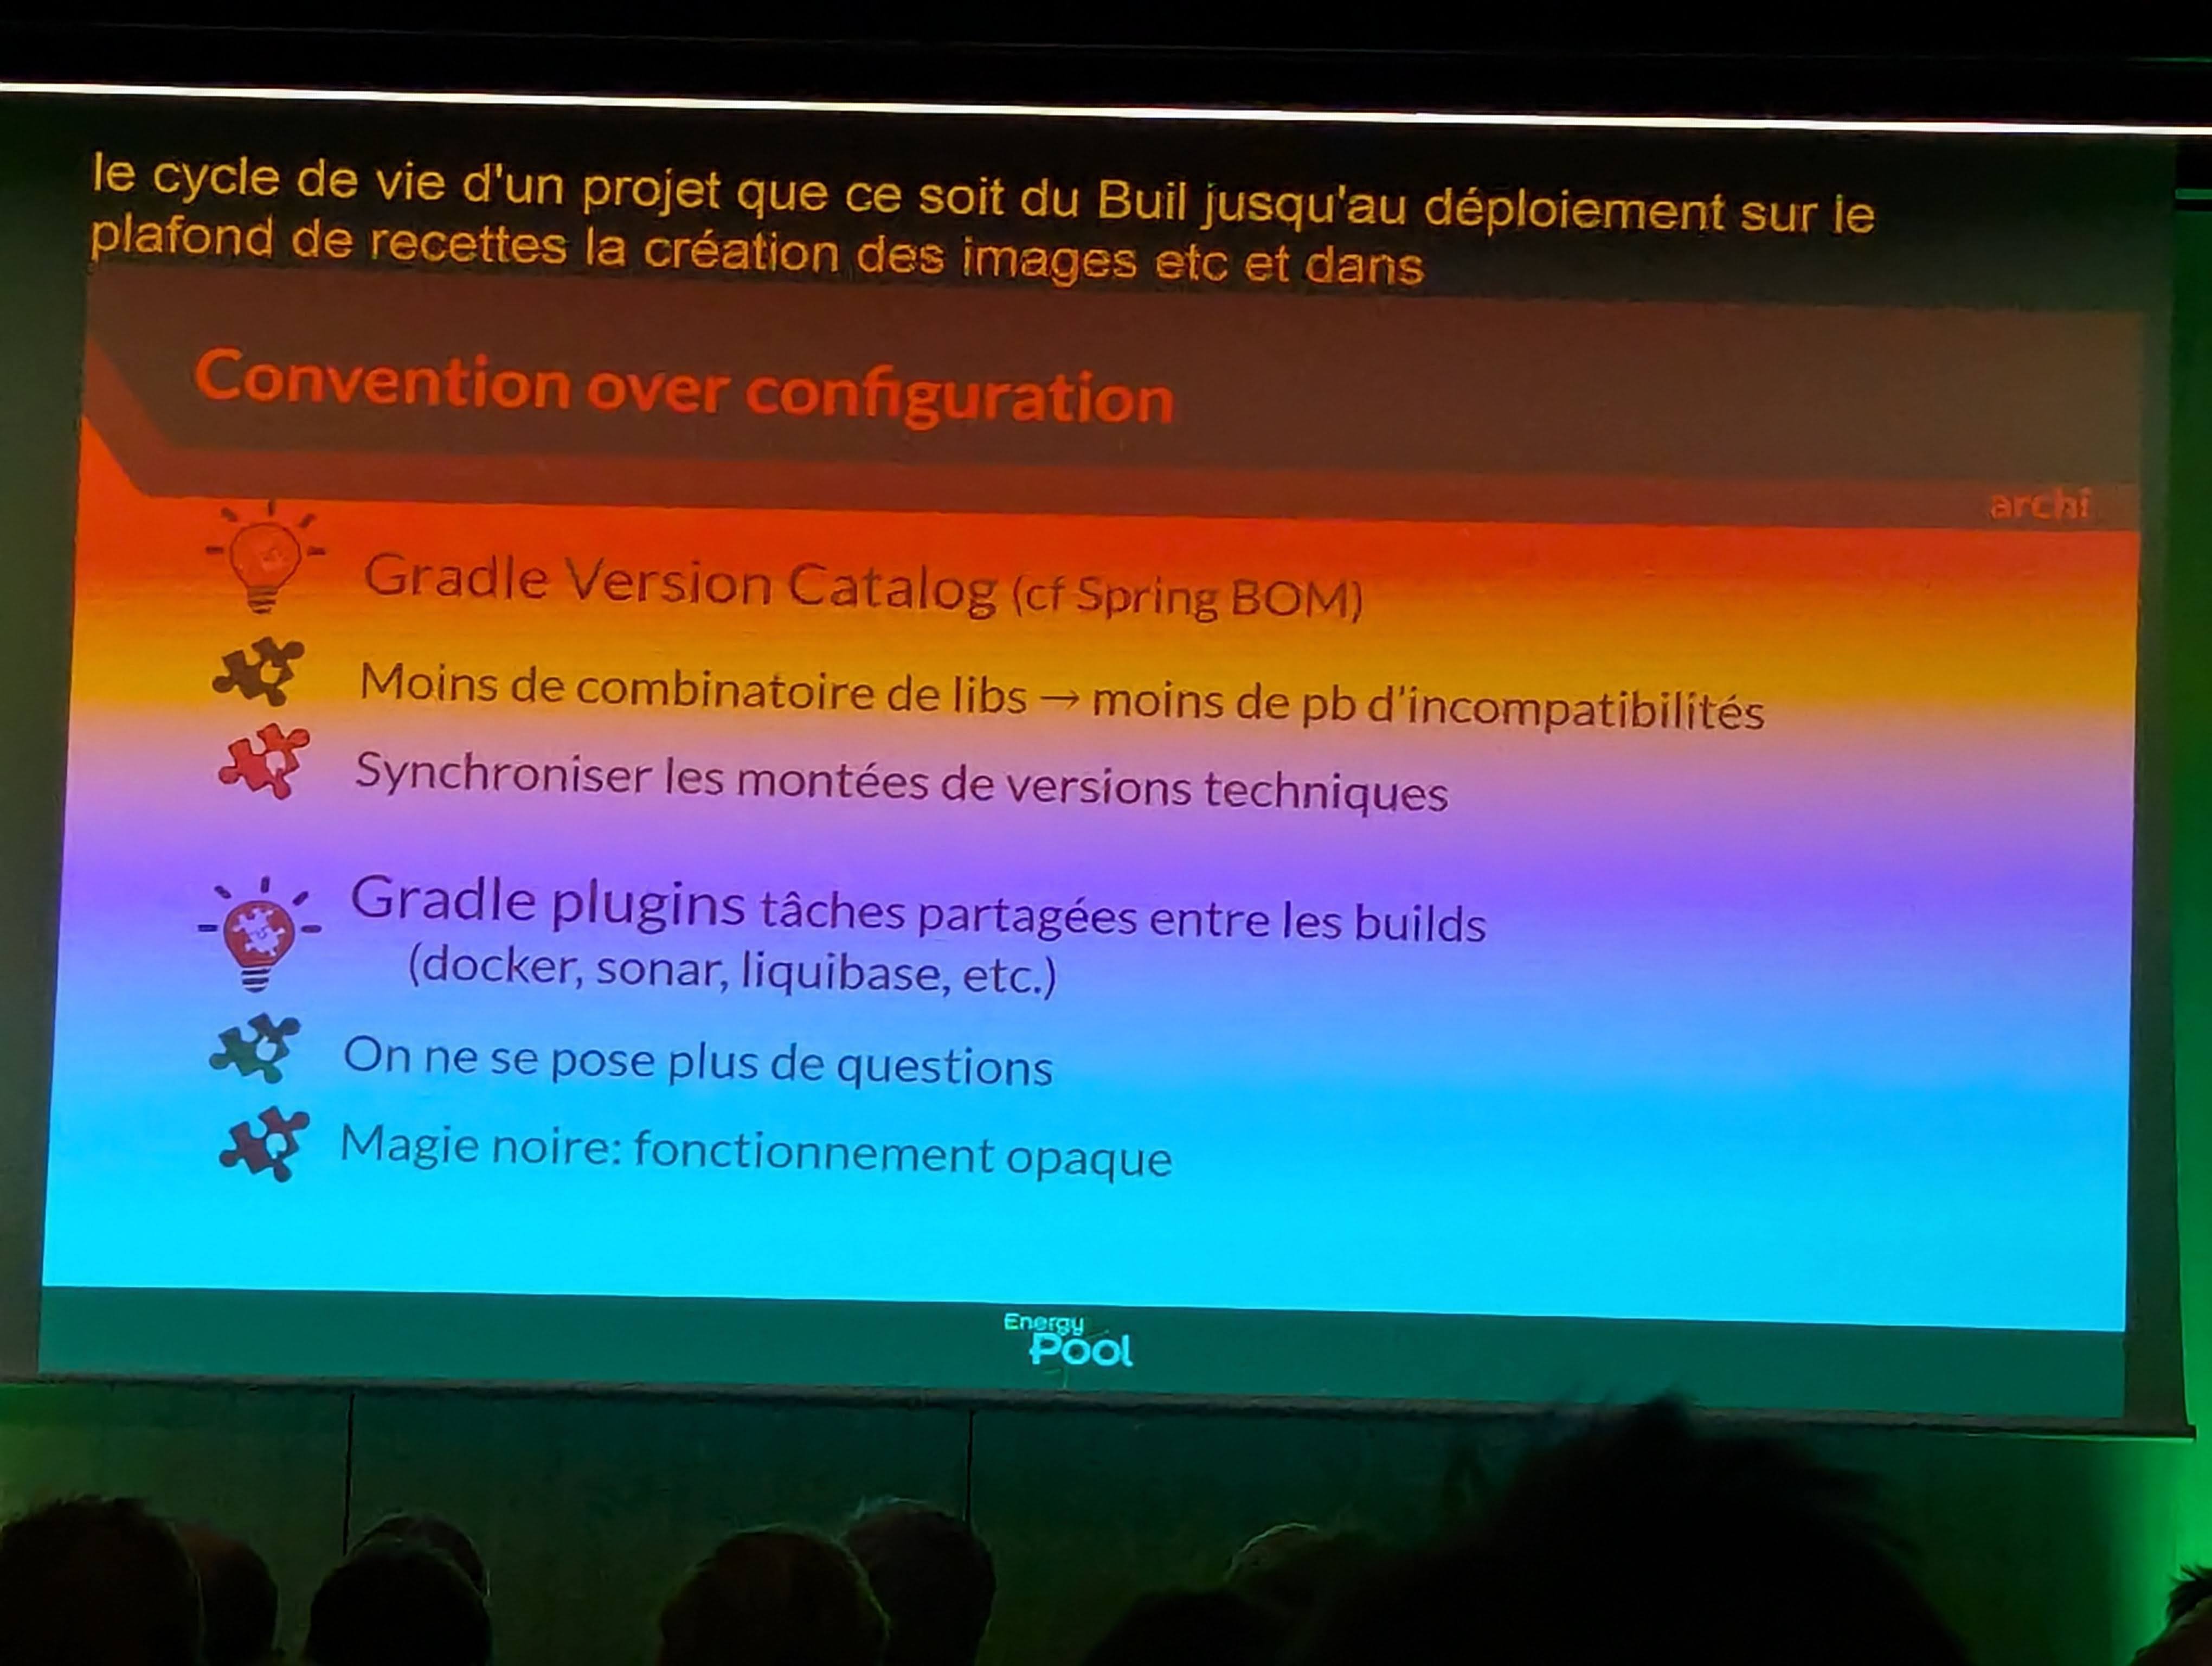 le cycle de vie d'un projet que ce soit du Buil jusqu'au déploiement sur le
plafond de recettes la création des images etc et dans
Convention over configuration
archi
Gradle Version Catalog (cf Spring BOM)
Moins de combinatoire de libs → moins de pb d'incompatibilités
Synchroniser les montées de versions techniques
Gradle plugins tâches partagées entre les builds
(docker, sonar, liquibase, etc.)
On ne se pose plus de questions
Magie noire: fonctionnement opaque
Energy
Pool